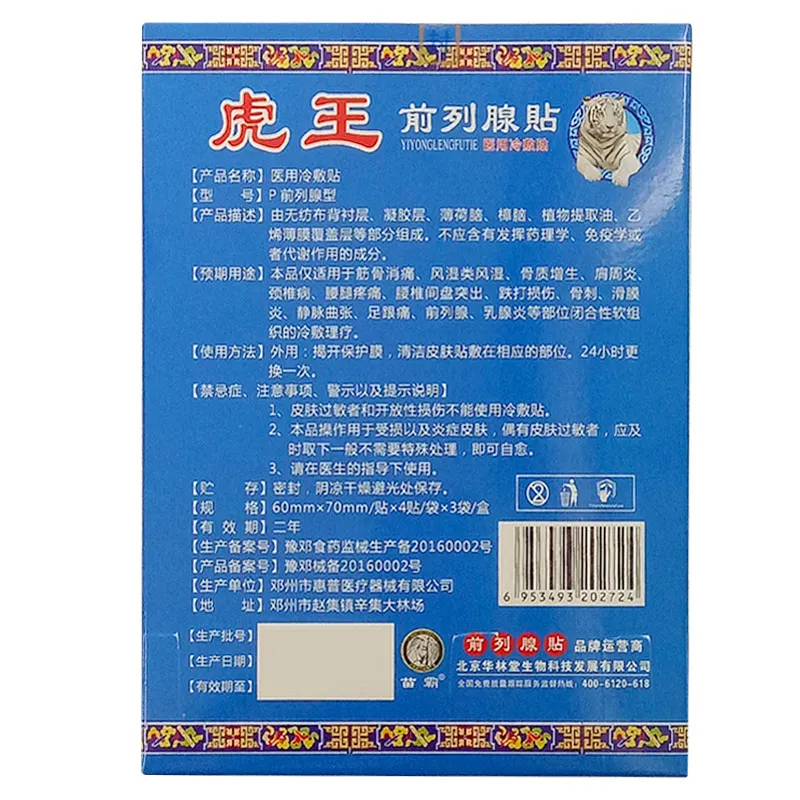 虎王 前列腺貼
YIYONGLENGFUTIE 医用冷敷贴
【产品名称】医用冷敷贴
【型 号】P 前列腺型
【产品描述】由无纺布背衬层、凝胶层、薄荷脑、樟脑、植物提取油、乙
烯薄膜覆盖层等部分组成。不应含有发挥药理学、免疫学或
者代谢作用的成分。
【预期用途】本品仅适用于筋骨消痛、风湿类风湿、骨质增生、肩周炎、
颈椎病、腰腿疼痛、腰椎间盘突出、跌打损伤、骨刺、滑膜
炎、静脉曲张、足跟痛、前列腺、乳腺炎等部位闭合性软组
织的冷敷理疗。
【使用方法】外用：揭开保护膜，清洁皮肤贴敷在相应的部位。24小时更
换一次。
【禁忌症、注意事项、警示以及提示说明】
1、皮肤过敏者和开放性损伤不能使用冷敷贴。
2、本品操作用于受损以及炎症皮肤，偶有皮肤过敏者，应及
时取下一般不需要特殊处理，即可自愈。
3、请在医生的指导下使用。
【贮 存】密封，阴凉干燥避光处保存。
【规 格】60mm×70mm/贴×4贴/袋×3袋/盒
【有 效 期】二年
【生产备案号】豫邓食药监械生产备20160002号
【产品备案号】豫邓械备20160002号
【生产单位】邓州市惠普医疗器械有限公司
【地 址】邓州市赵集镇辛集大林场
6 953493 202724
【生产批号】
【生产日期】
【有效期至】
苗霸®
前列腺貼 品牌运营商
北京华林堂生物科技发展有限公司
全国免费质量跟踪服务监督热线：400-6120-618